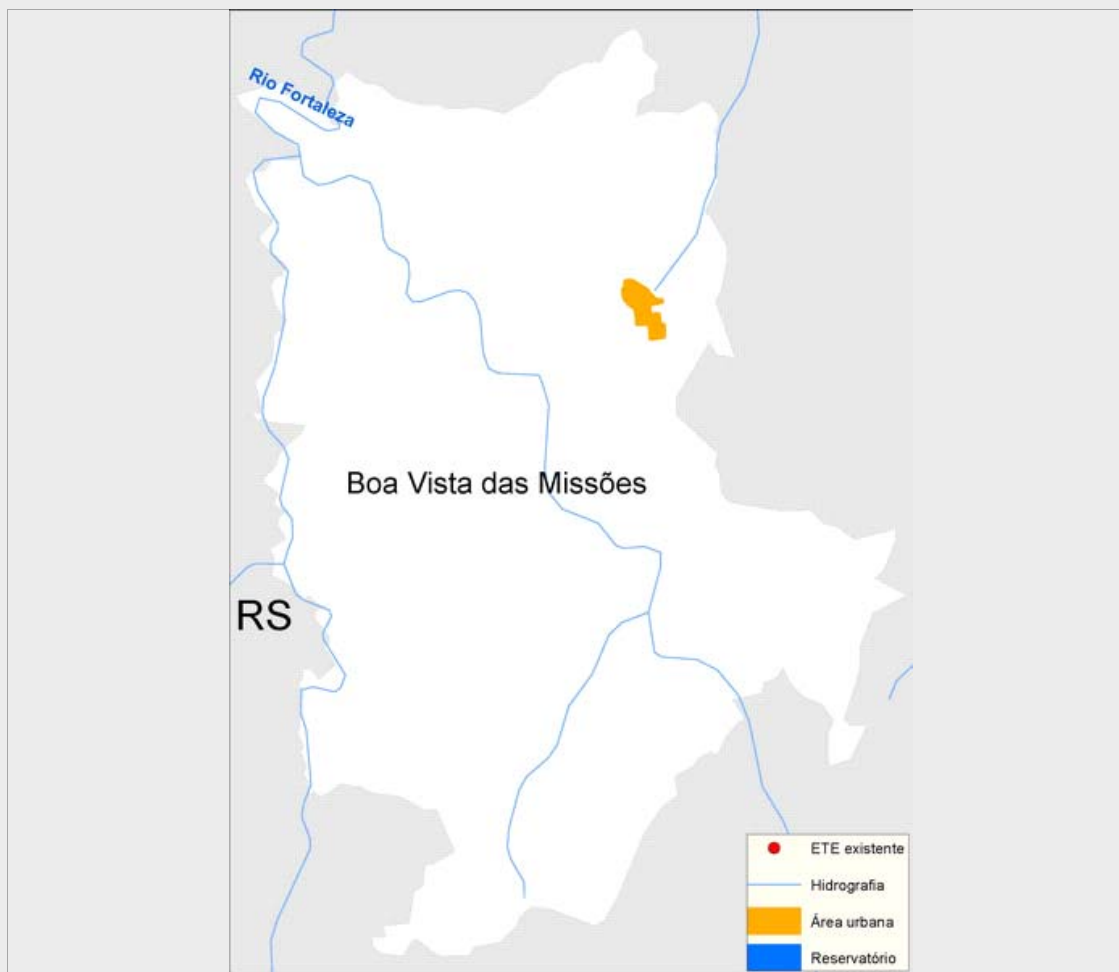 Rio Fortaleza
Boa Vista das Missões
RS
ETE existente
Hidrografia
Área urbana
Reservatório